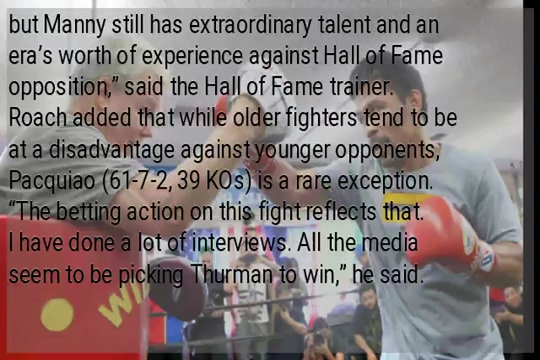 but Manny still has extraordinary talent and an
era’s worth of experience against Hall of Fame
opposition,” said the Hall of Fame trainer.
Roach added that while older fighters tend to be
at a disadvantage against younger opponents,
Pacquiao (61-7-2, 39 KOs) is a rare exception.
“The betting action on this fight reflects that.
I have done a lot of interviews. All the media
seem to be picking Thurman to win,” he said.
WI